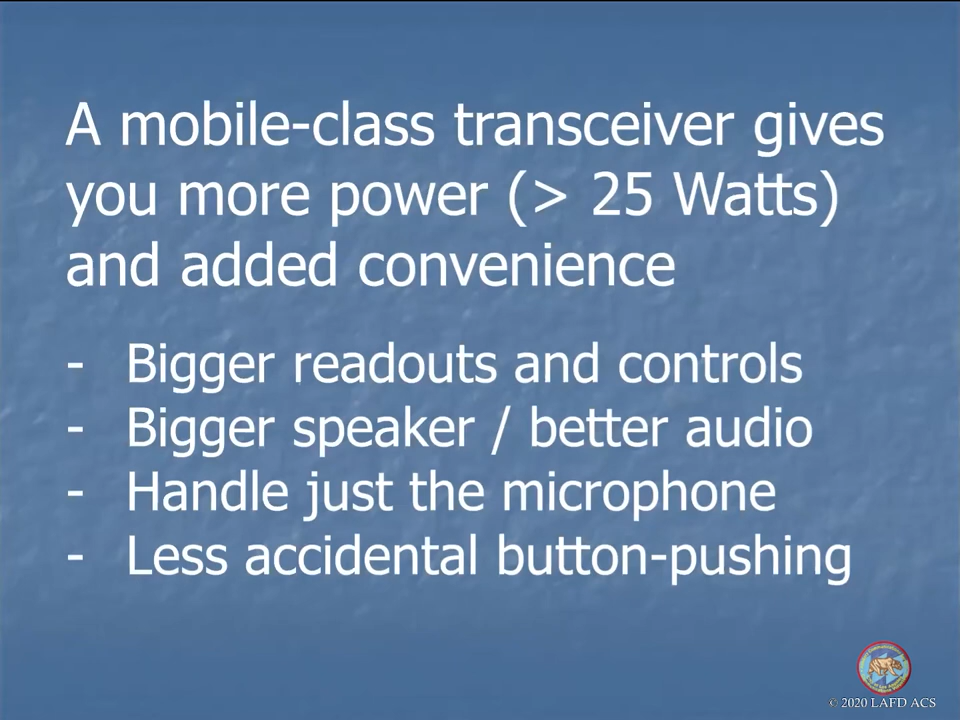 A mobile-class transceiver gives
you more power (> 25 Watts)
and added convenience
- Bigger readouts and controls
- Bigger speaker / better audio
- Handle just the microphone
- Less accidental button-pushing
© 2020 LAFD ACS